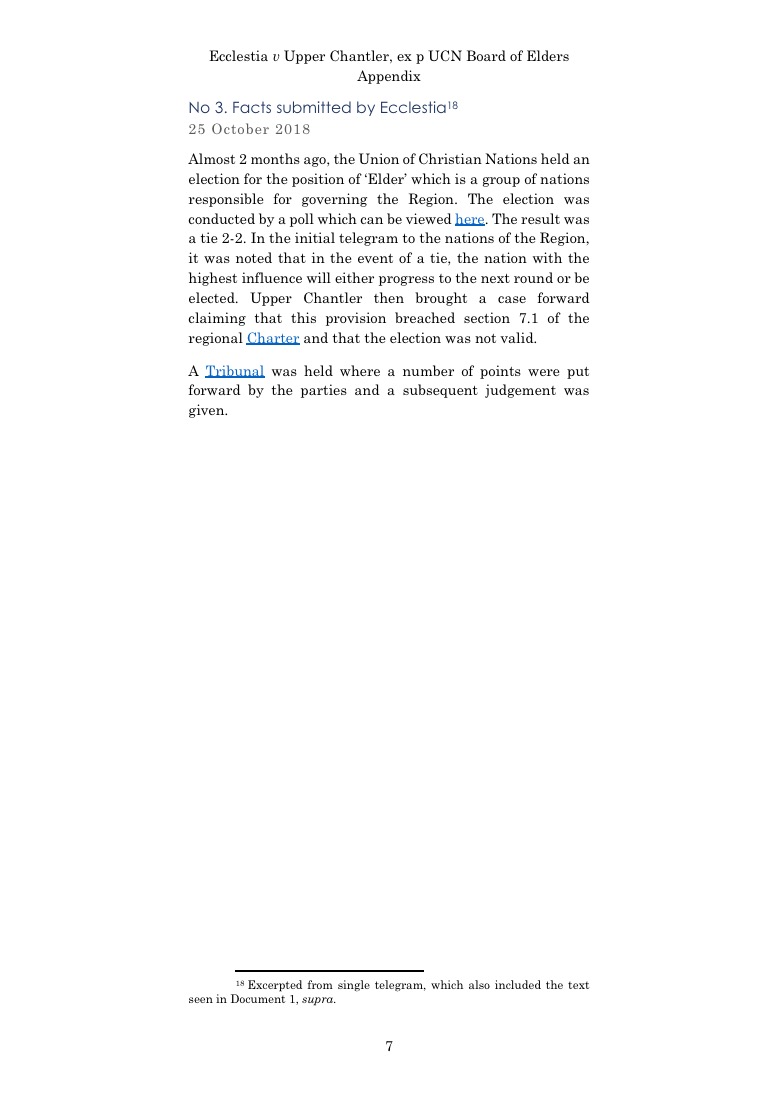 Ecclestia v Upper Chantler, ex p UCN Board of Elders
Appendix
No 3. Facts submitted by Ecclestia18
25 October 2018
Almost 2 months ago, the Union of Christian Nations held an
election for the position of ‘Elder’ which is a group of nations
responsible for governing the Region. The election was
conducted by a poll which can be viewed here. The result was
a tie 2-2. In the initial telegram to the nations of the Region,
it was noted that in the event of a tie, the nation with the
highest influence will either progress to the next round or be
elected. Upper Chantler then brought a case forward
claiming that this provision breached section 7.1 of the
regional Charter and that the election was not valid.
A Tribunal was held where a number of points were put
forward by the parties and a subsequent judgement was
given.
18 Excerpted from single telegram, which also included the text
seen in Document 1, supra.
7